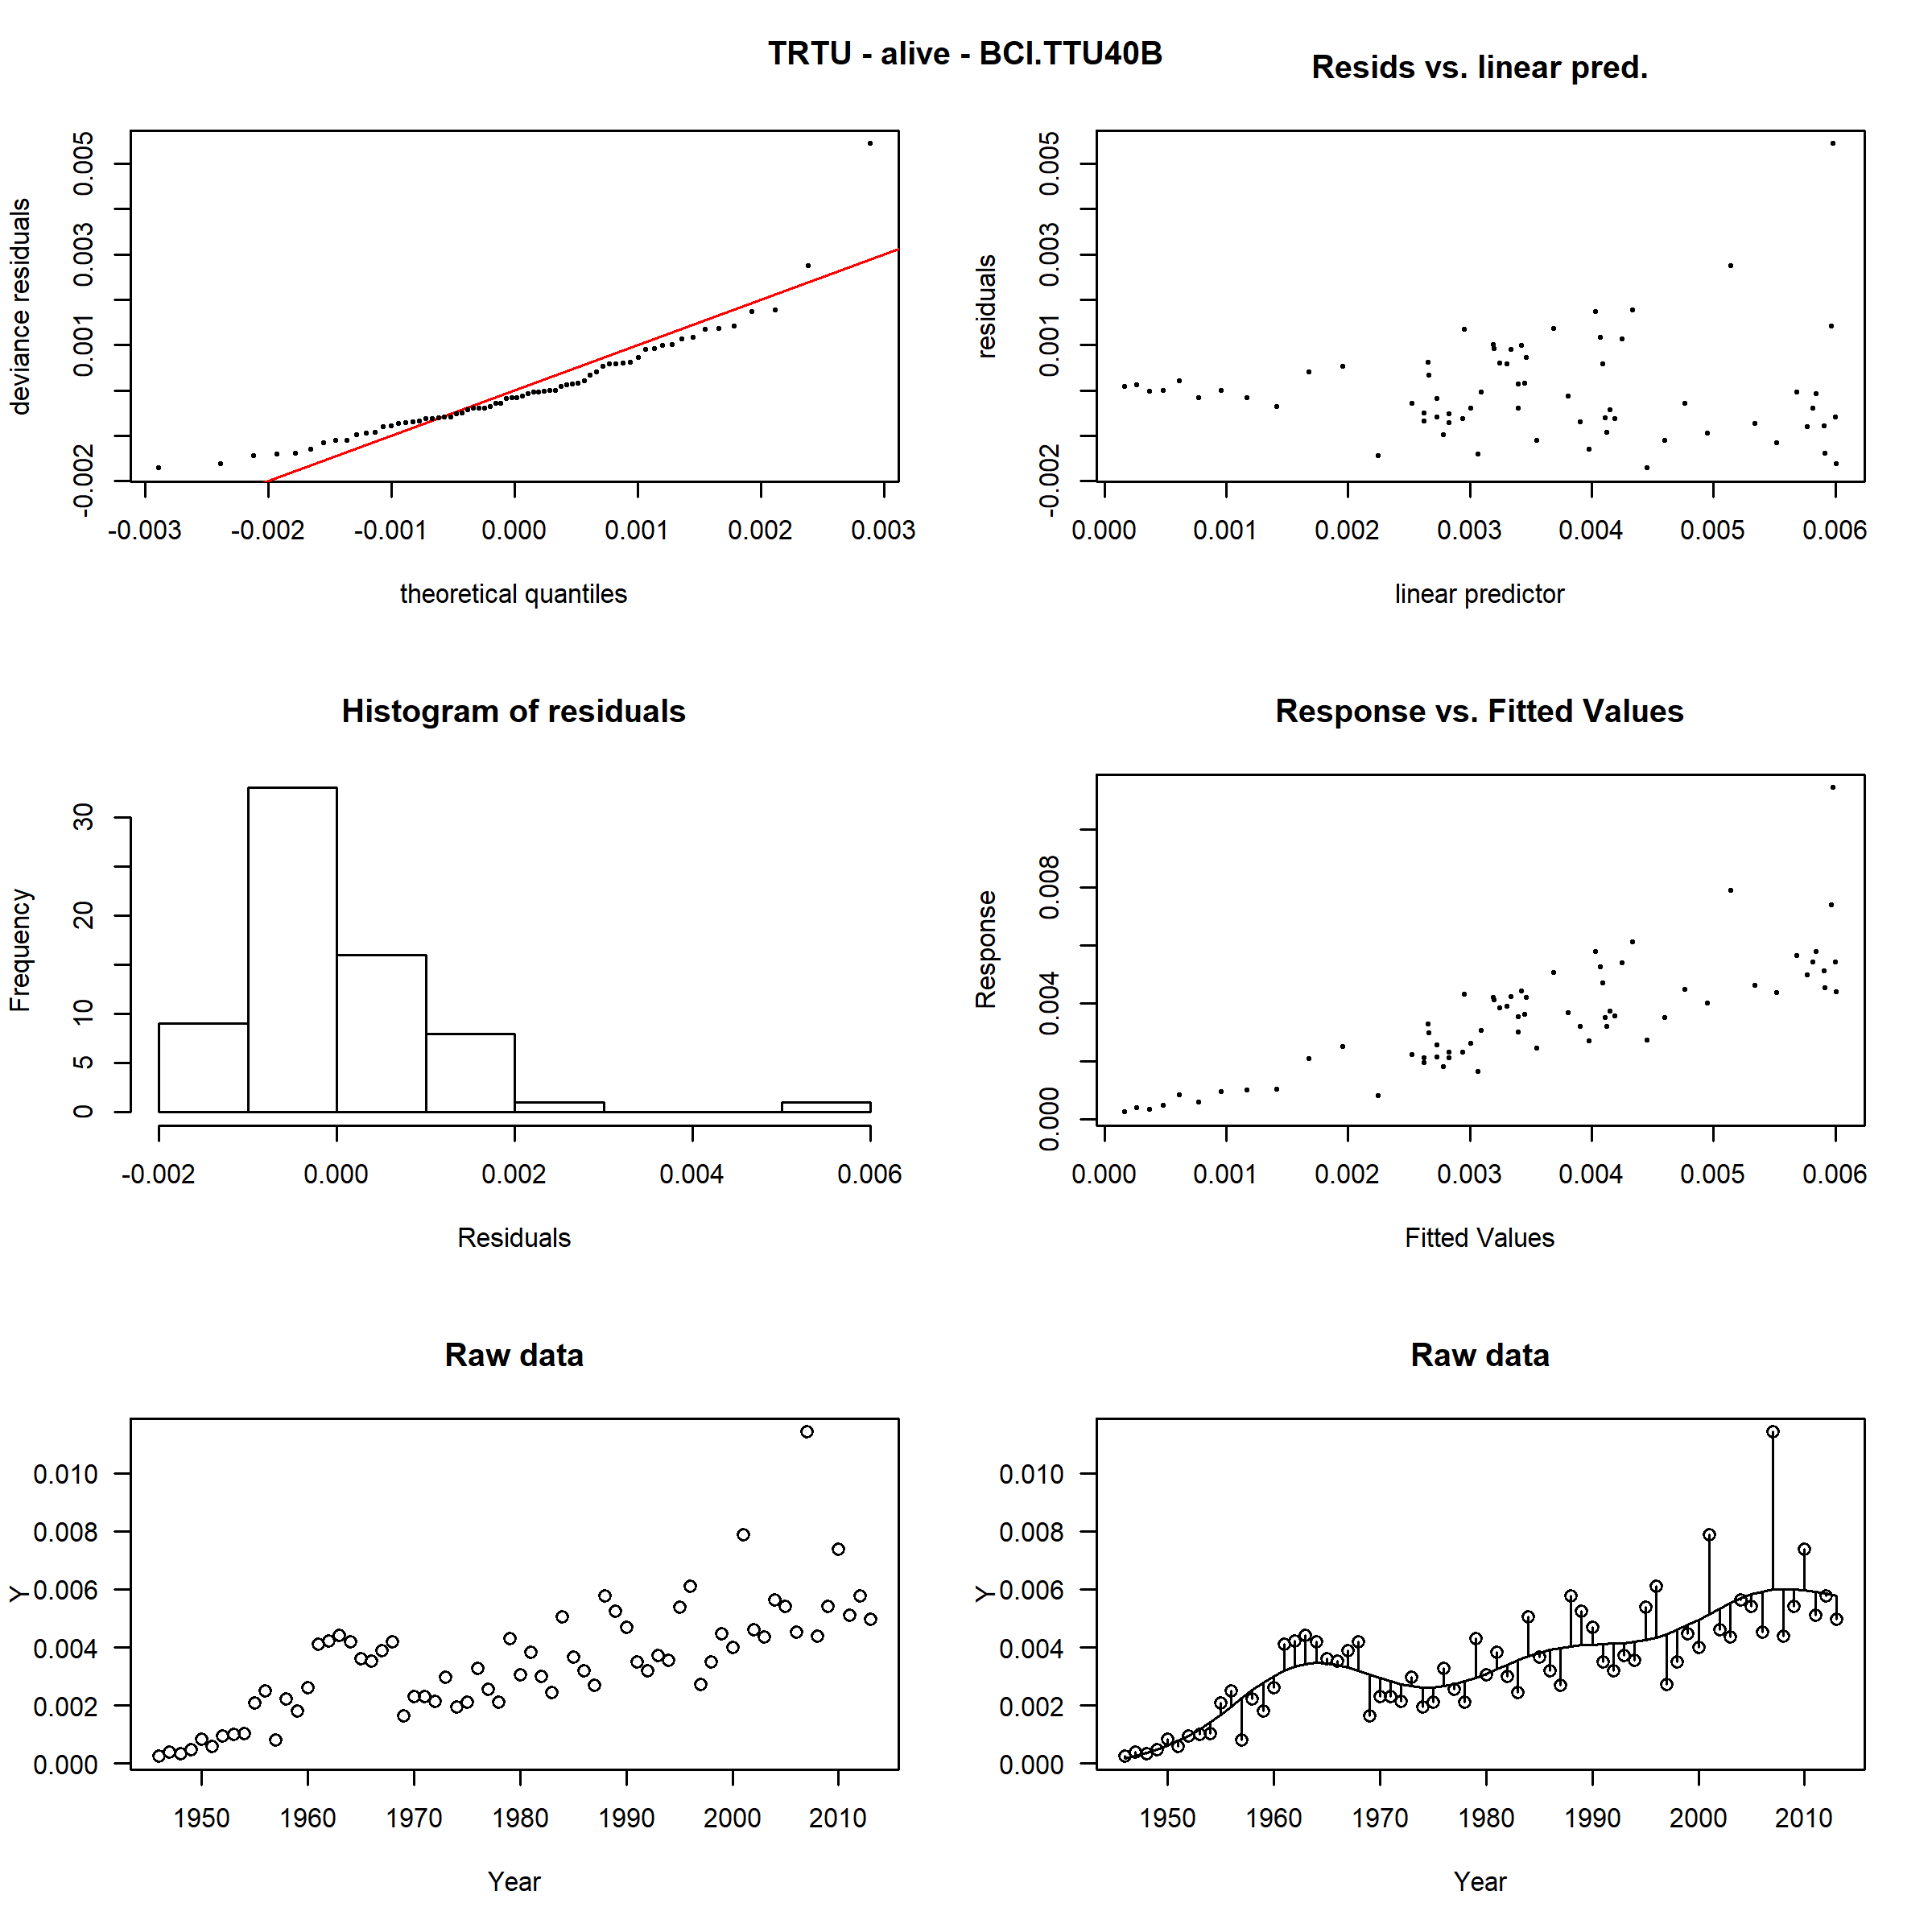 TRTU - alive - BCI.TTU40B
deviance residuals
-0.002 0.001 0.003 0.005
-0.003 -0.002 -0.001 0.000 0.001 0.002 0.003
theoretical quantiles
Resids vs. linear pred.
residuals
-0.002 0.001 0.003 0.005
0.000 0.001 0.002 0.003 0.004 0.005 0.006
linear predictor
Histogram of residuals
Frequency
0 5 10 20 30
-0.002 0.000 0.002 0.004 0.006
Residuals
Response vs. Fitted Values
Response
0.000 0.004 0.008
0.000 0.001 0.002 0.003 0.004 0.005 0.006
Fitted Values
Raw data
Y
0.010
0.008
0.006
0.004
0.002
0.000
1950 1960 1970 1980 1990 2000 2010
Year
Raw data
Y
0.010
0.008
0.006
0.004
0.002
0.000
1950 1960 1970 1980 1990 2000 2010
Year